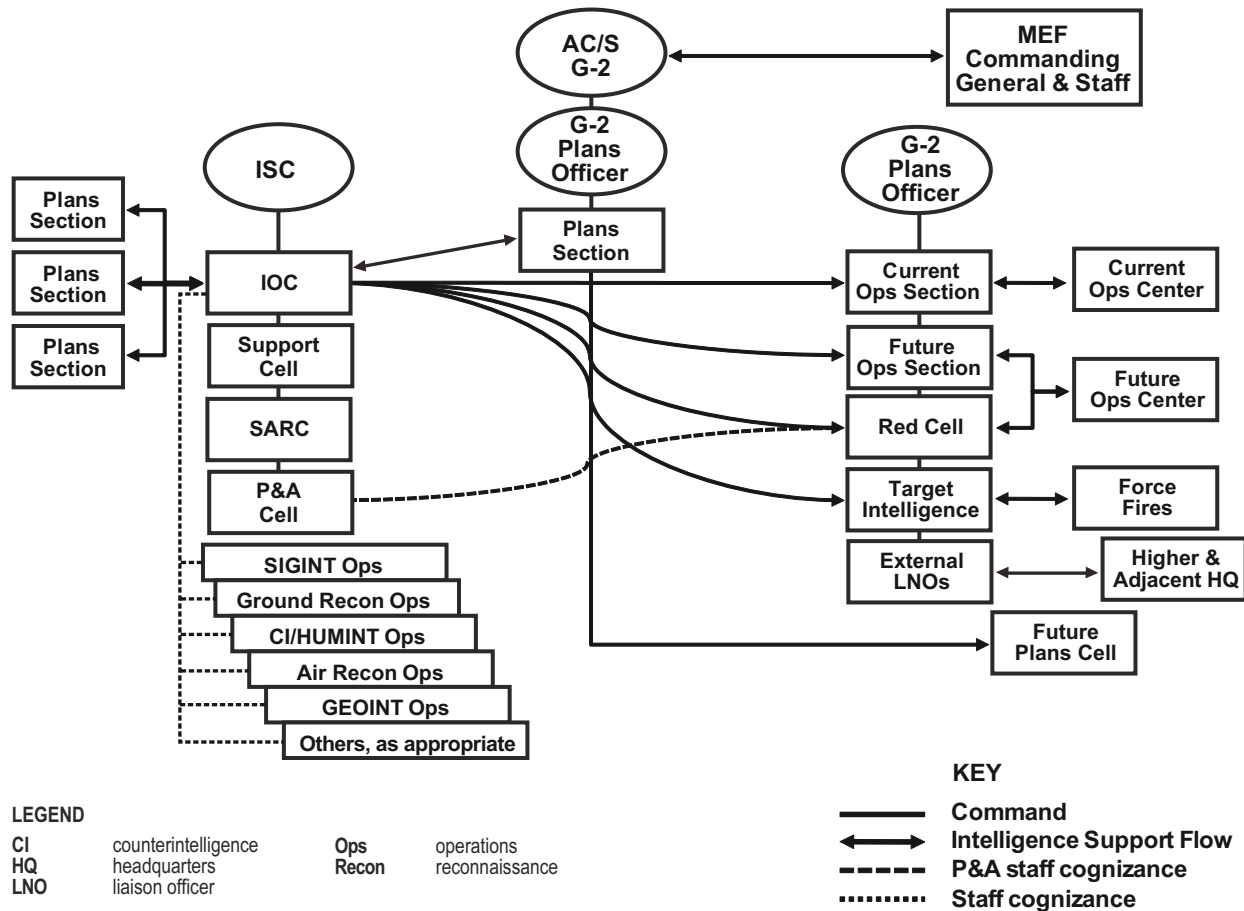 AC/S
G-2
MEF
Commanding
General & Staff
G-2
Plans
Officer
ISC
G-2
Plans
Officer
Plans
Section
Plans
Section
Plans
Section
Plans
Section
IOC
Support
Cell
SARC
P&A
Cell
SIGINT Ops
Ground Recon Ops
CI/HUMINT Ops
Air Recon Ops
GEOINT Ops
Others, as appropriate
Current
Ops Section
Future
Ops Section
Red Cell
Target
Intelligence
External
LNOs
Current
Ops Center
Future
Ops Center
Force
Fires
Higher &
Adjacent HQ
Future
Plans Cell
LEGEND
CI counterintelligence
HQ headquarters
LNO liaison officer
Ops operations
Recon reconnaissance
KEY
Command
Intelligence Support Flow
P&A staff cognizance
Staff cognizance